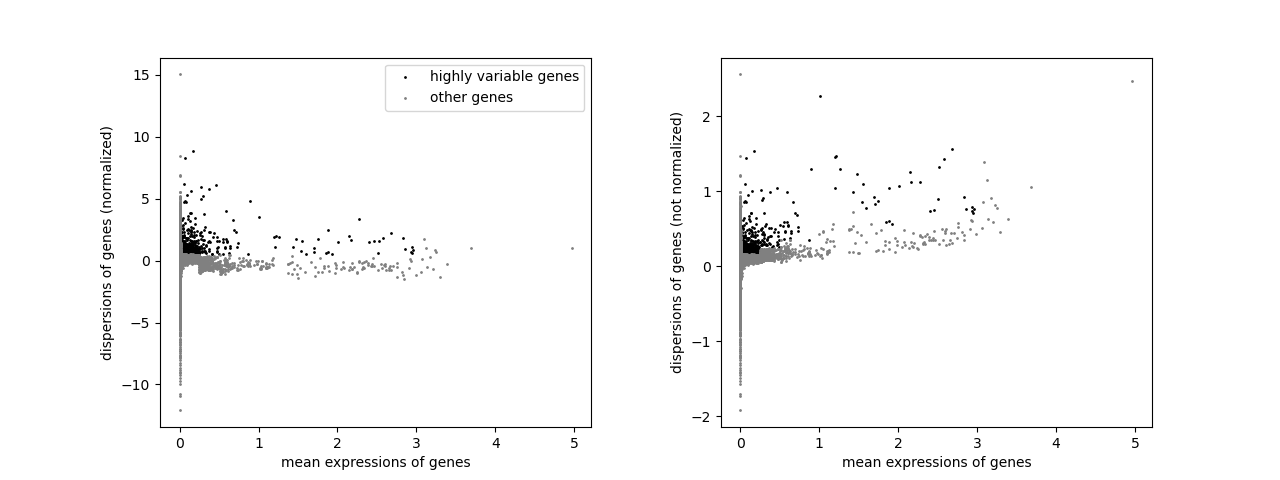 15
10
5
0
−5
−10
dispersions of genes (normalized)
0 1 2 3 4 5
mean expressions of genes
highly variable genes
other genes
2
1
0
−1
−2
dispersions of genes (not normalized)
0 1 2 3 4 5
mean expressions of genes